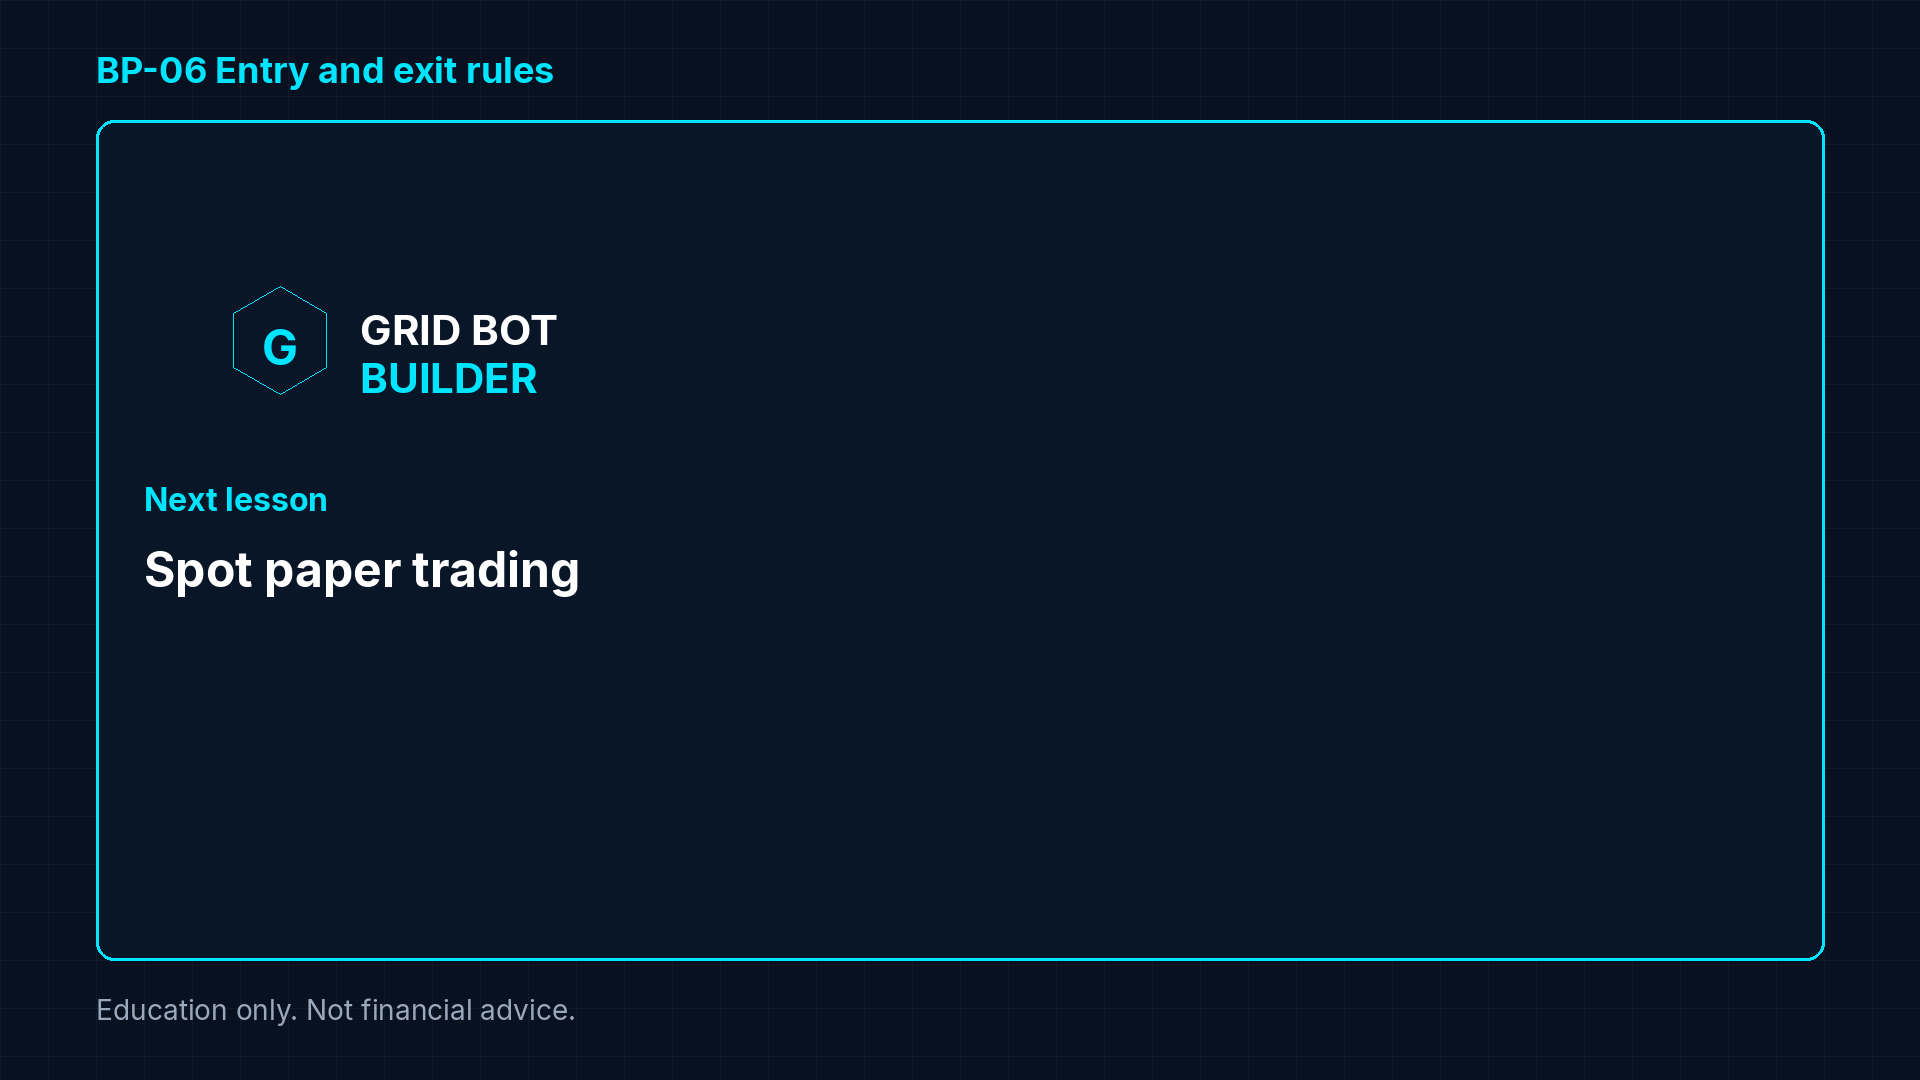 BP-06 Entry and exit rules
G
GRID BOT
BUILDER
Next lesson
Spot paper trading
Education only. Not financial advice.